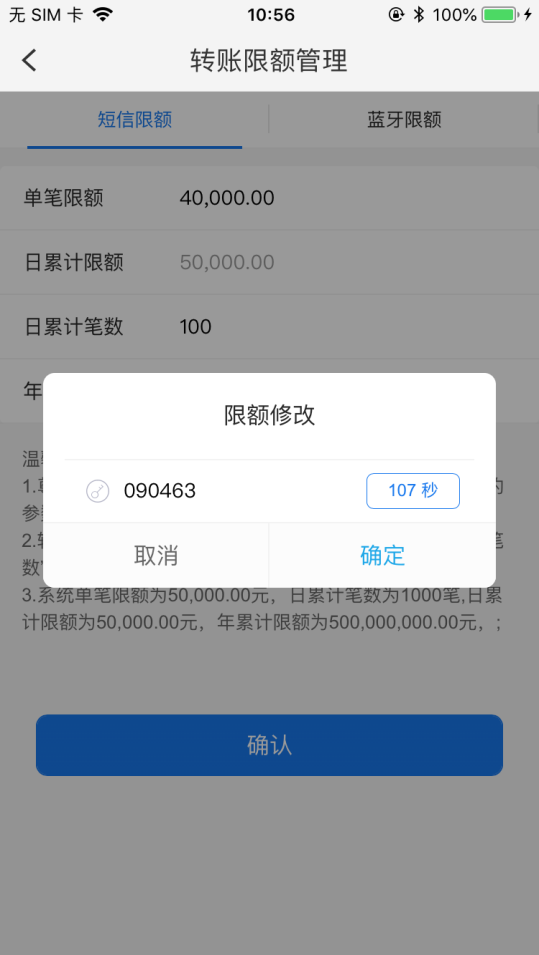 无 SIM 卡 10:56 100%
转账限额管理
短信限额 蓝牙限额
单笔限额 40,000.00
日累计限额 50,000.00
日累计笔数 100
年
限额修改
090463 107 秒
取消 确定
1.
2.
数
3.系统单笔限额为50,000.00元，日累计笔数为1000笔,日累
计限额为50,000.00元，年累计限额为500,000,000.00元，;
确认